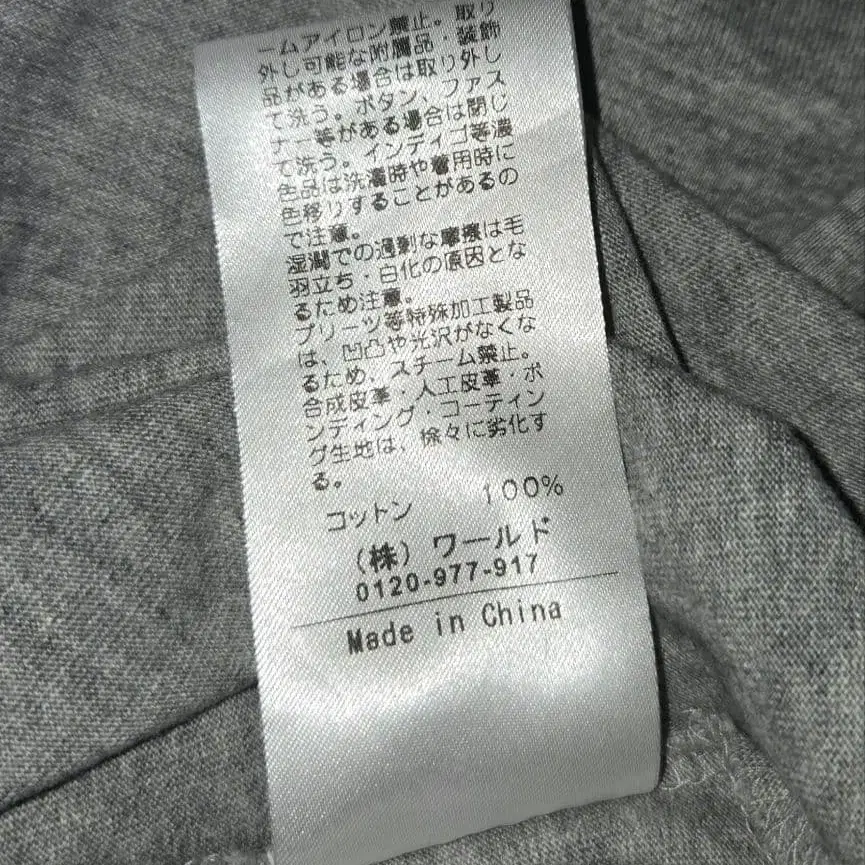 ームアイロン禁止。取り
外し可能な附属品・装飾
品がある場合は取り外し
て洗う。ボタン、ファス
ナー等がある場合は閉じ
て洗う。インディゴ等濃
色品は洗濯時や着用時に
色移りすることがあるの
で注意。
湿潤での過剰な摩擦は毛
羽立ち・白化の原因とな
るため注意。
プリーツ等特殊加工製品
は、凹凸や光沢がなくな
るため、スチーム禁止。
合成皮革・人工皮革・ボ
ンディング・コーティン
グ生地は、徐々に劣化す
る。
コットン 100%
(株)ワールド
0120-977-917
Made in China